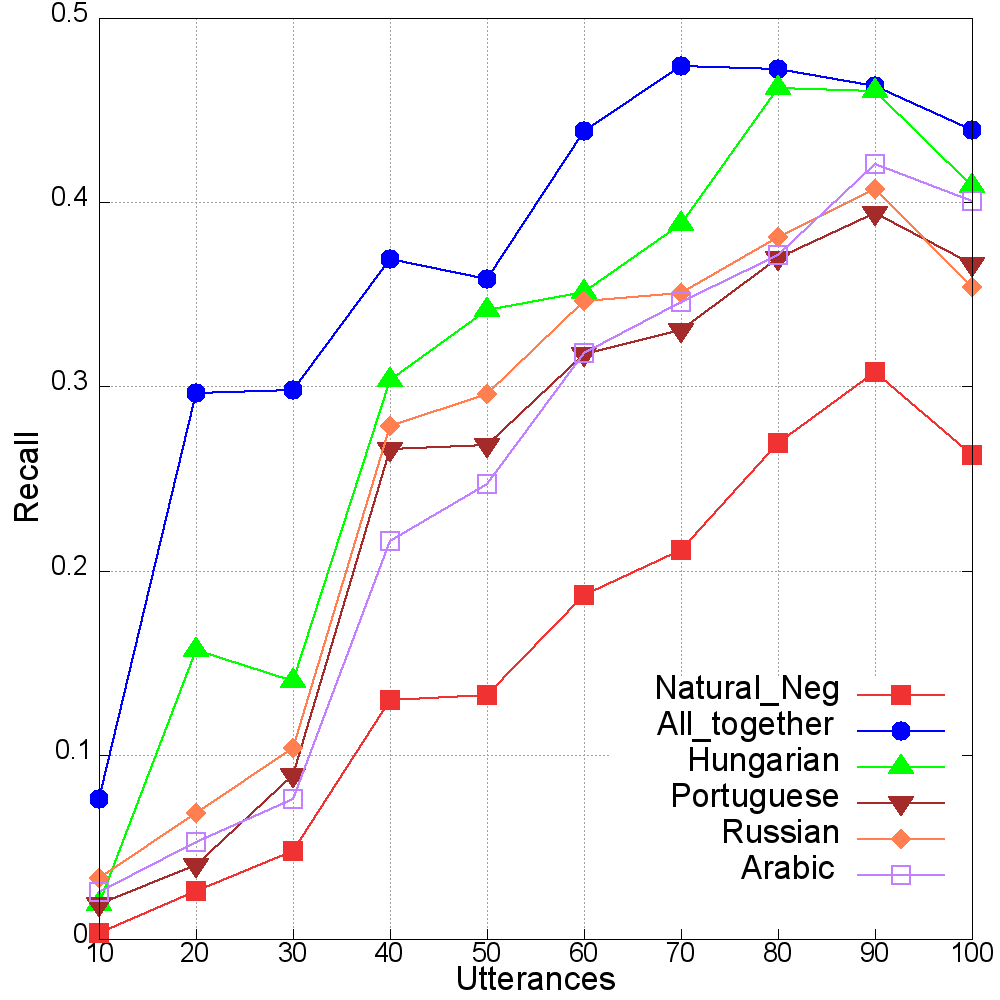 0.5
0.4
0.3
0.2
0.1
0
Recall
10 20 30 40 50 60 70 80 90 100
Utterances
Natural_Neg
All_together
Hungarian
Portuguese
Russian
Arabic